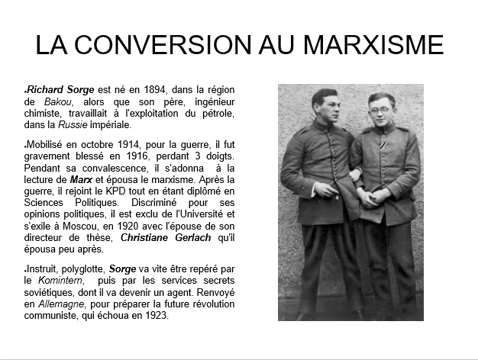 LA CONVERSION AU MARXISME
.Richard Sorge est né en 1894, dans la région
de Bakou, alors que son père, ingénieur
chimiste, travaillait à l'exploitation du pétrole,
dans la Russie impériale.
.Mobilisé en octobre 1914, pour la guerre, il fut
gravement blessé en 1916, perdant 3 doigts.
Pendant sa convalescence, il s'adonna à la
lecture de Marx et épousa le marxisme. Après la
guerre, il rejoint le KPD tout en étant diplômé en
Sciences Politiques. Discriminé pour ses
opinions politiques, il est exclu de l'Université et
s'exile à Moscou, en 1920 avec l'épouse de son
directeur de thèse, Christiane Gerlach qu'il
épousa peu après.
.Instruit, polyglotte, Sorge va vite être repéré par
le Komintern, puis par les services secrets
soviétiques, dont il va devenir un agent. Renvoyé
en Allemagne, pour préparer la future révolution
communiste, qui échoua en 1923.